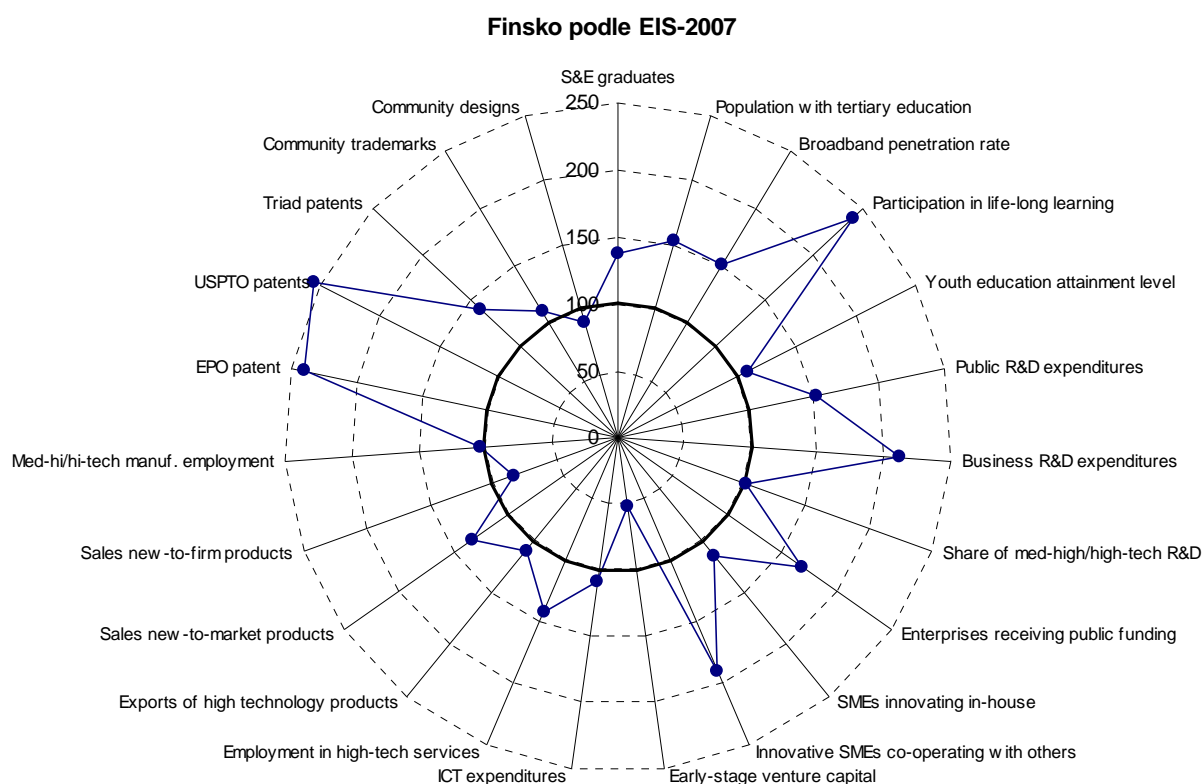 Finsko podle EIS-2007
S&E graduates
Population with tertiary education
Broadband penetration rate
Participation in life-long learning
Youth education attainment level
Public R&D expenditures
Business R&D expenditures
Share of med-high/high-tech R&D
Enterprises receiving public funding
SMEs innovating in-house
Innovative SMEs co-operating with others
Early-stage venture capital
ICT expenditures
Employment in high-tech services
Exports of high technology products
Sales new-to-market products
Sales new-to-firm products
Med-hi/hi-tech manuf. employment
EPO patent
USPTO patents
Triad patents
Community trademarks
Community designs
250
200
150
100
50
0